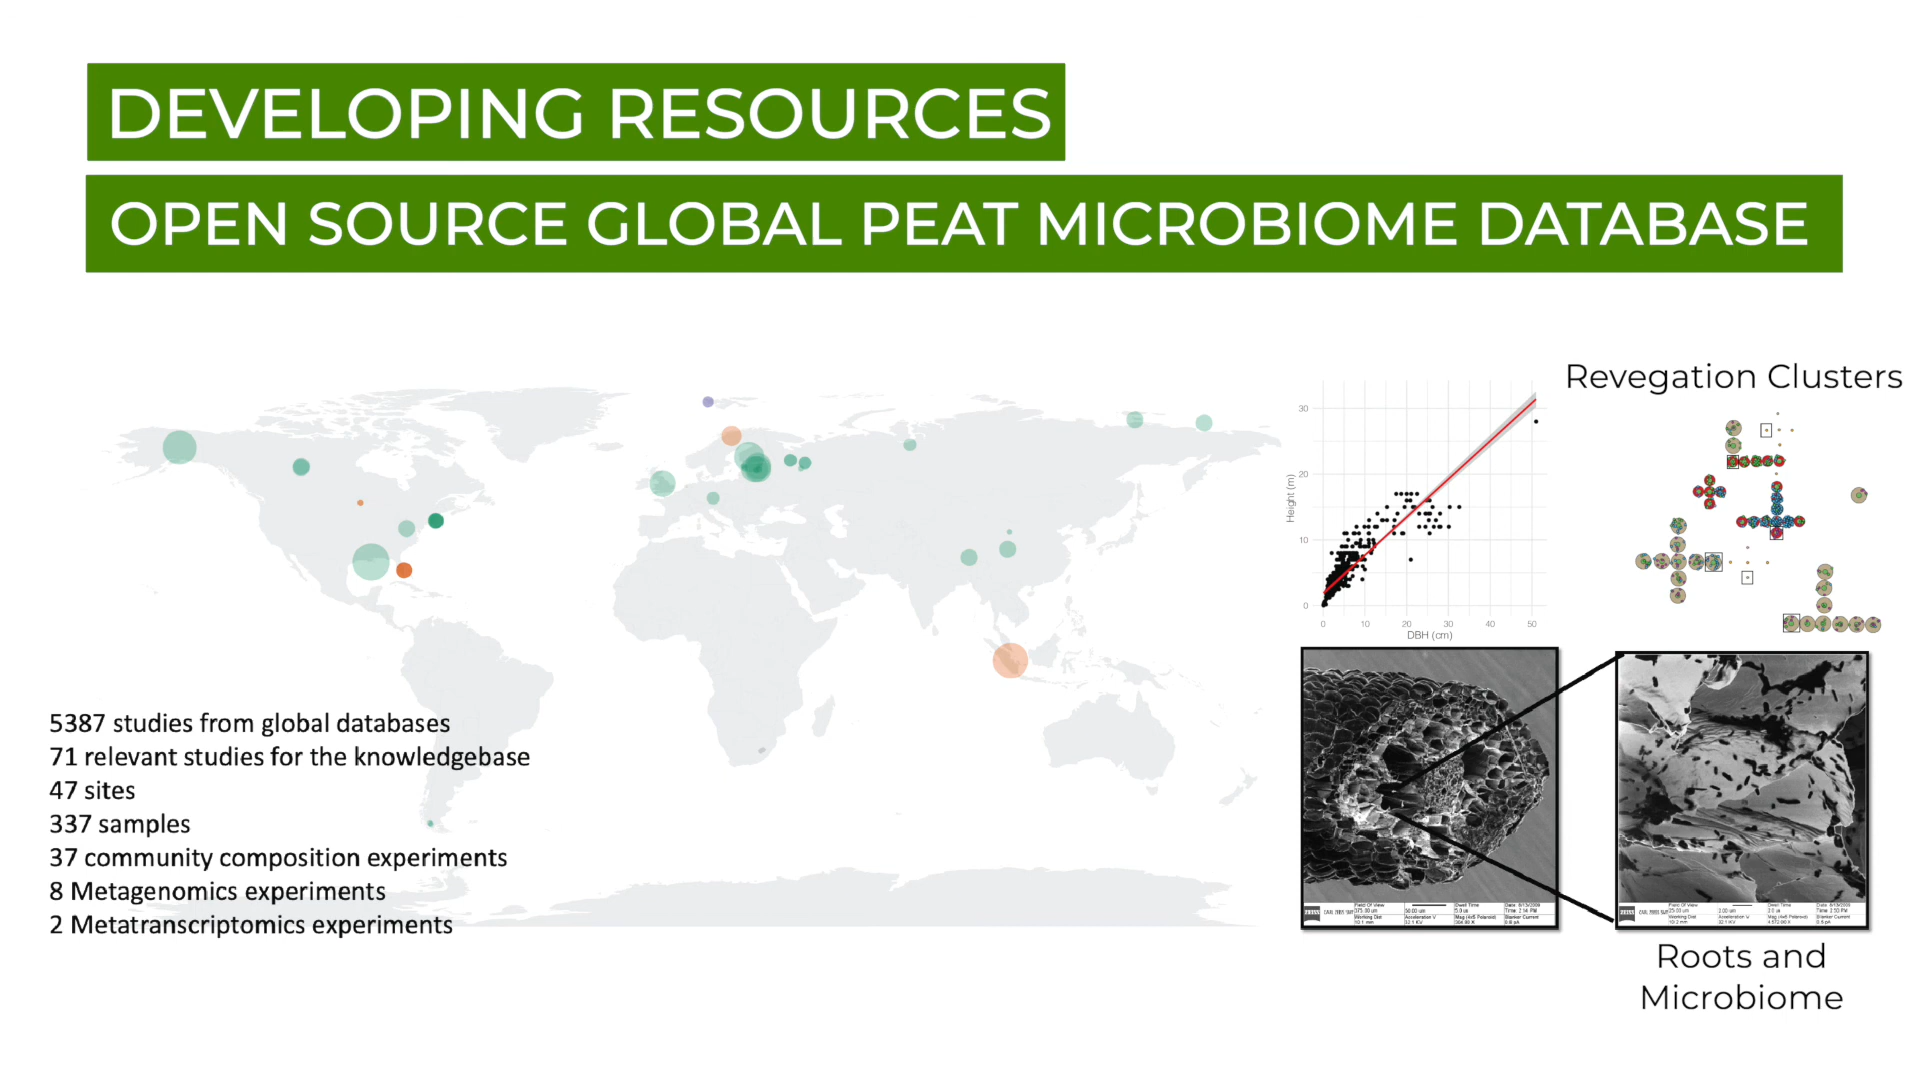 DEVELOPING RESOURCES
OPEN SOURCE GLOBAL PEAT MICROBIOME DATABASE
5387 studies from global databases
71 relevant studies for the knowledgebase
47 sites
337 samples
37 community composition experiments
8 Metagenomics experiments
2 Metatranscriptomics experiments
Height (m)
30
20
10
0
0 10 20 30 40 50
DBH (cm)
Revegation Clusters
Roots and
Microbiome